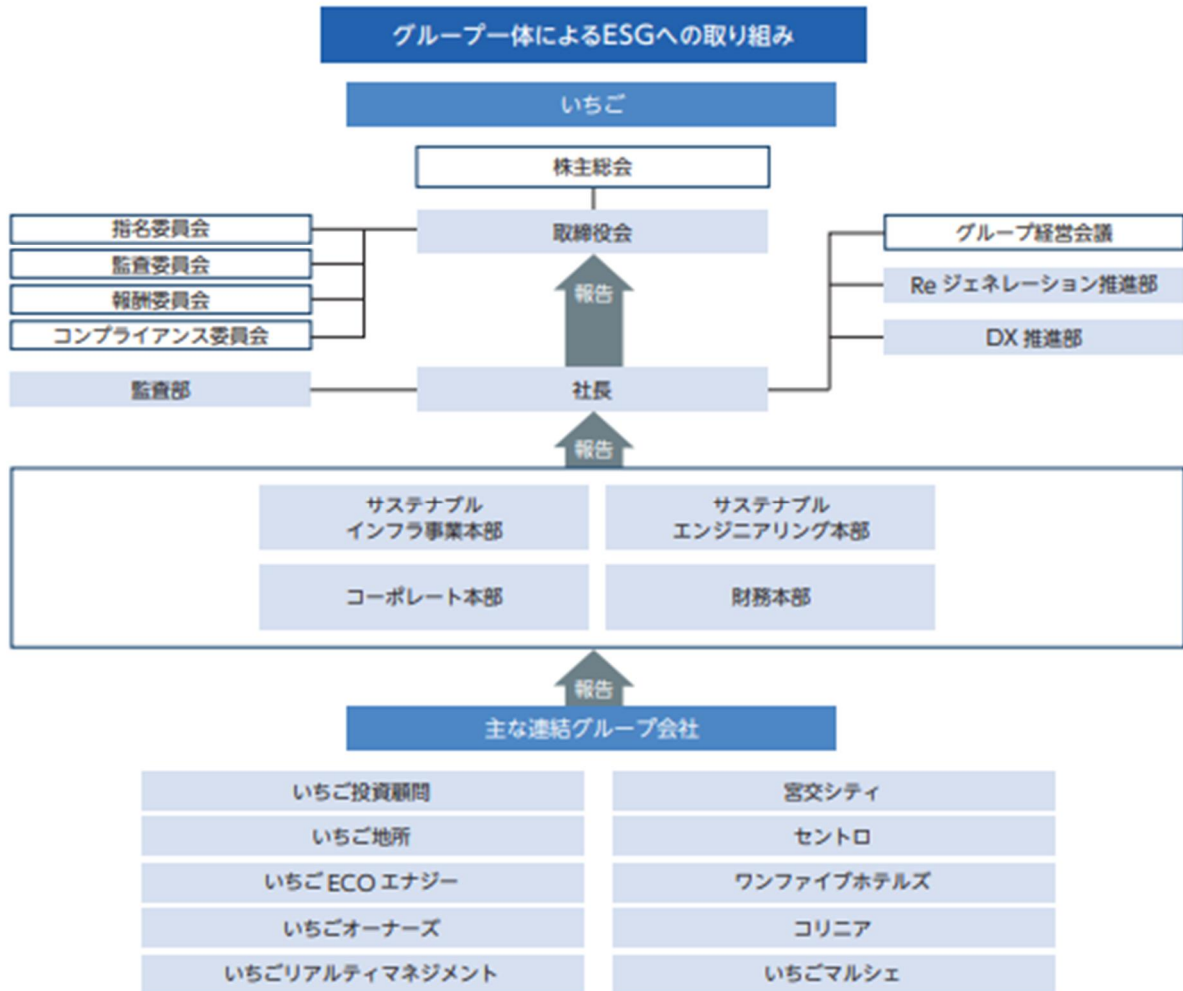 グループ一体によるESGへの取り組み
いちご
株主総会
指名委員会
監査委員会
報酬委員会
コンプライアンス委員会
監査部
取締役会
報告
社長
グループ経営会議
Re ジェネレーション推進部
DX 推進部
報告
サステナブル
インフラ事業本部
サステナブル
エンジニアリング本部
コーポレート本部
財務本部
報告
主な連結グループ会社
いちご投資顧問
宮交シティ
いちご地所
セントロ
いちご ECO エナジー
ワンファイブホテルズ
いちごオーナーズ
コリニア
いちごリアルティマネジメント
いちごマルシェ